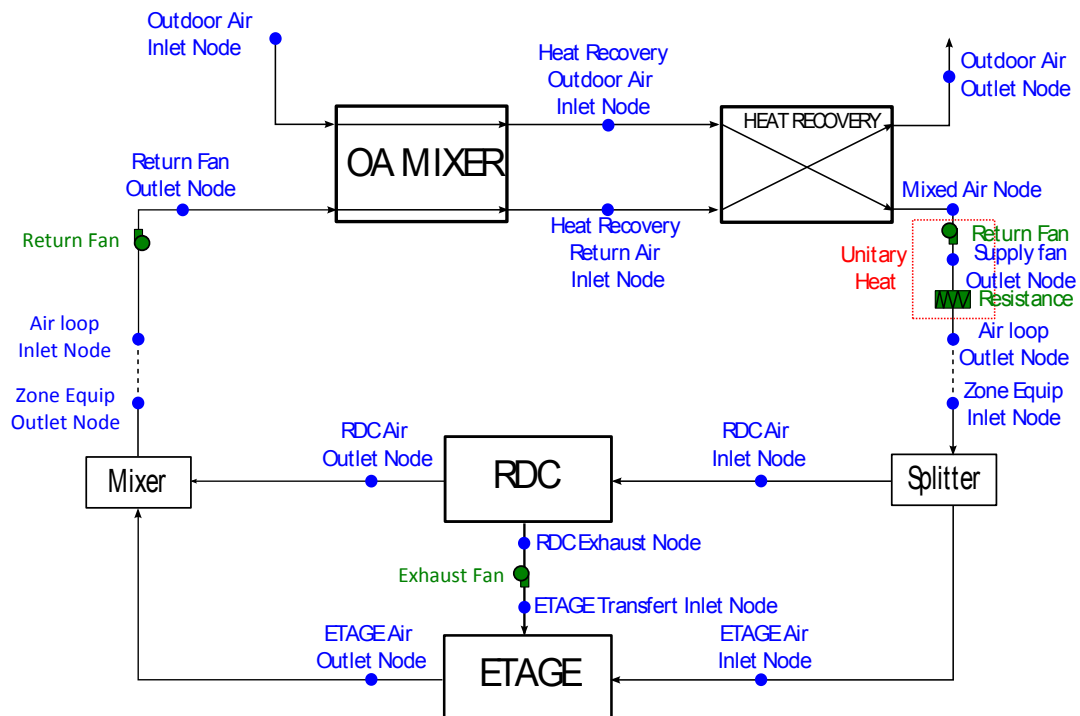 Outdoor Air
Inlet Node
Heat Recovery
Outdoor Air
Inlet Node
Outdoor Air
Outlet Node
OA MIXER
HEAT RECOVERY
Return Fan
Outlet Node
Mixed Air Node
Heat Recovery
Return Air
Inlet Node
Return Fan
Unitary
Heat
Return Fan
Supply fan
Outlet Node
Resistance
Air loop
Inlet Node
Air loop
Outlet Node
Zone Equip
Outlet Node
Zone Equip
Inlet Node
RDC Air
Outlet Node
RDC
RDC Air
Inlet Node
Mixer
Splitter
RDC Exhaust Node
Exhaust Fan
ETAGE Transfert Inlet Node
ETAGE Air
Outlet Node
ETAGE
ETAGE Air
Inlet Node